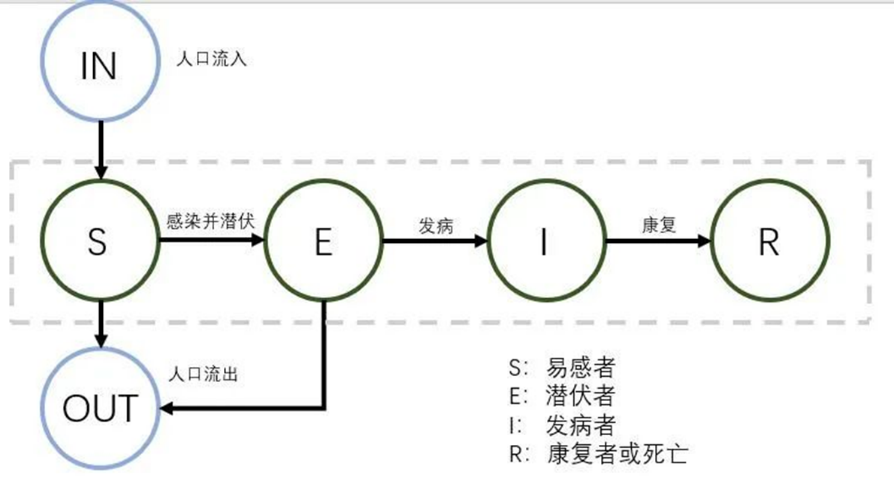 IN
人口流入
S
感染并潜伏
E
发病
I
康复
R
人口流出
OUT
S: 易感者
E: 潜伏者
I: 发病者
R: 康复者或死亡